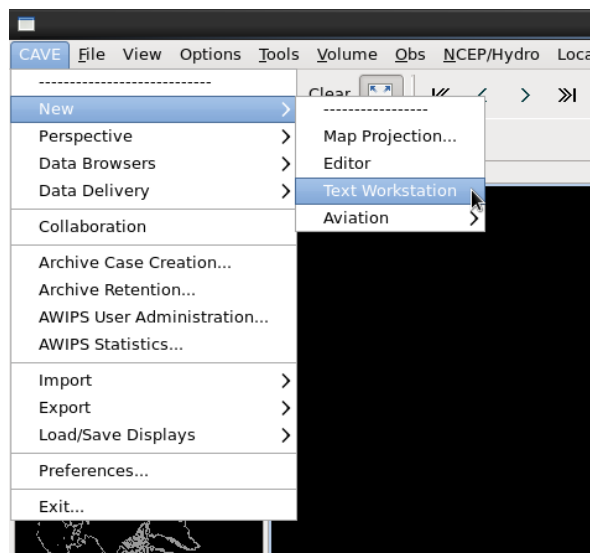 CAVE File View Options Tools Volume Obs NCEP/Hydro Loca
----------------------------
Clear
New
-----------------
Perspective
Map Projection...
Data Browsers
Editor
Data Delivery
Text Workstation
Aviation
Collaboration
Archive Case Creation...
Archive Retention...
AWIPS User Administration...
AWIPS Statistics...
Import
Export
Load/Save Displays
Preferences...
Exit...